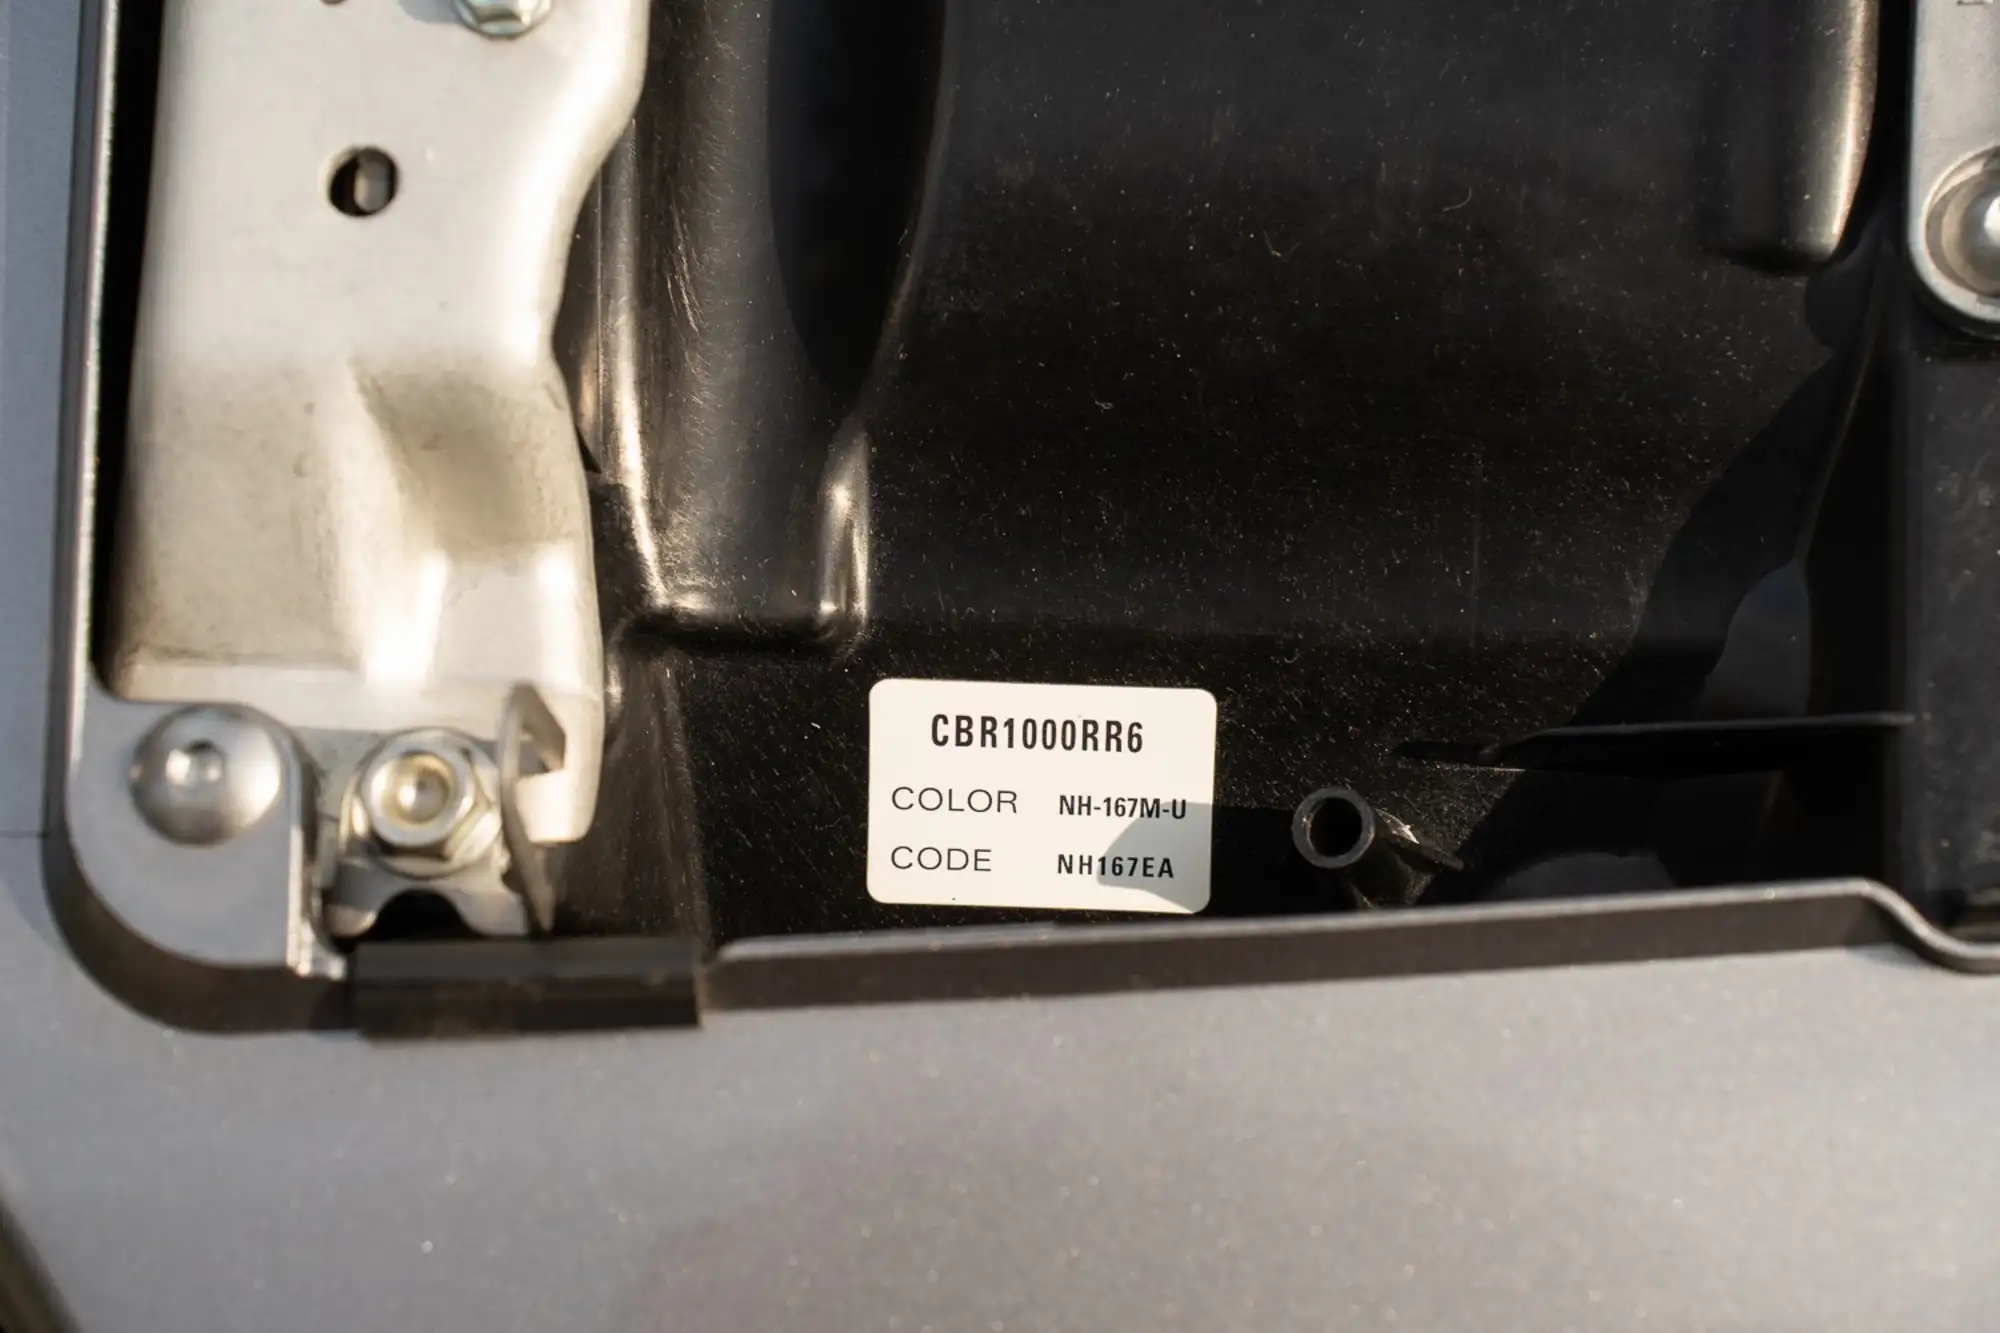 CBR1000RR6
COLOR NH-167M-U
CODE NH167EA